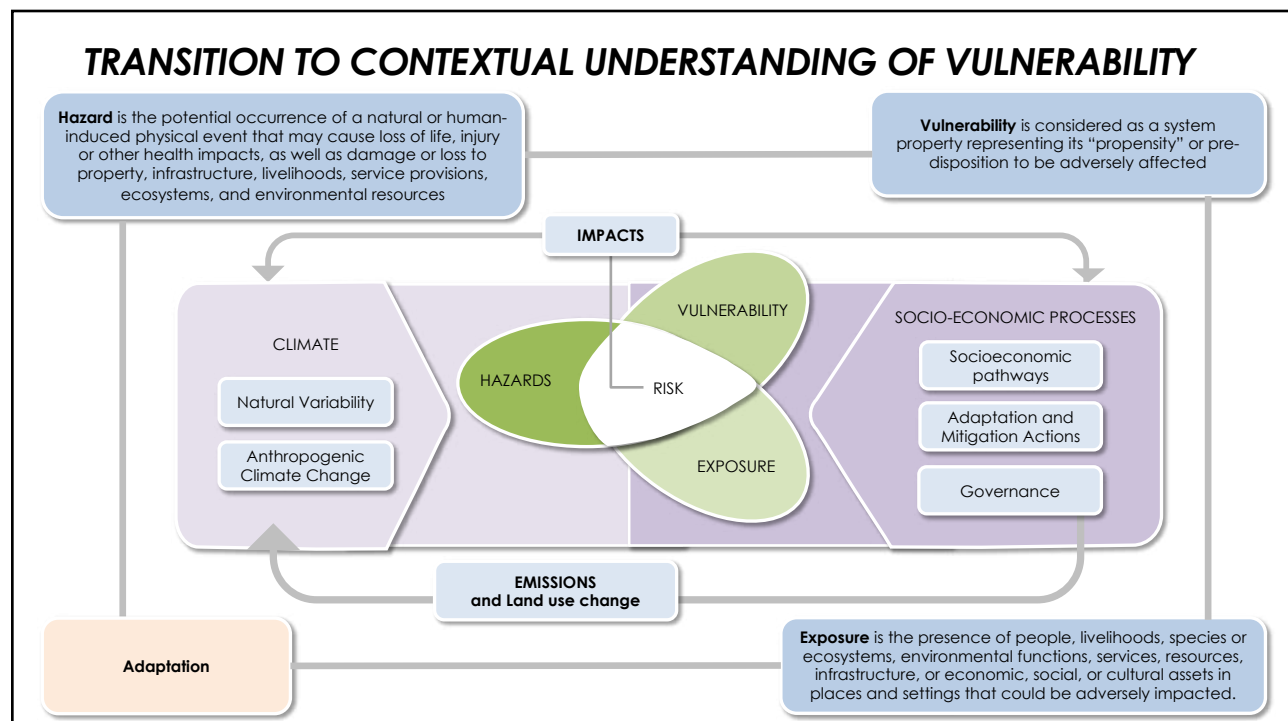 TRANSITION TO CONTEXTUAL UNDERSTANDING OF VULNERABILITY
Hazard is the potential occurrence of a natural or human-
induced physical event that may cause loss of life, injury
or other health impacts, as well as damage or loss to
property, infrastructure, livelihoods, service provisions,
ecosystems, and environmental resources
Vulnerability is considered as a system
property representing its “propensity” or pre-
disposition to be adversely affected
IMPACTS
CLIMATE
Natural Variability
Anthropogenic
Climate Change
HAZARDS
VULNERABILITY
RISK
EXPOSURE
SOCIO-ECONOMIC PROCESSES
Socioeconomic
pathways
Adaptation and
Mitigation Actions
Governance
EMISSIONS
and Land use change
Adaptation
Exposure is the presence of people, livelihoods, species or
ecosystems, environmental functions, services, resources,
infrastructure, or economic, social, or cultural assets in
places and settings that could be adversely impacted.